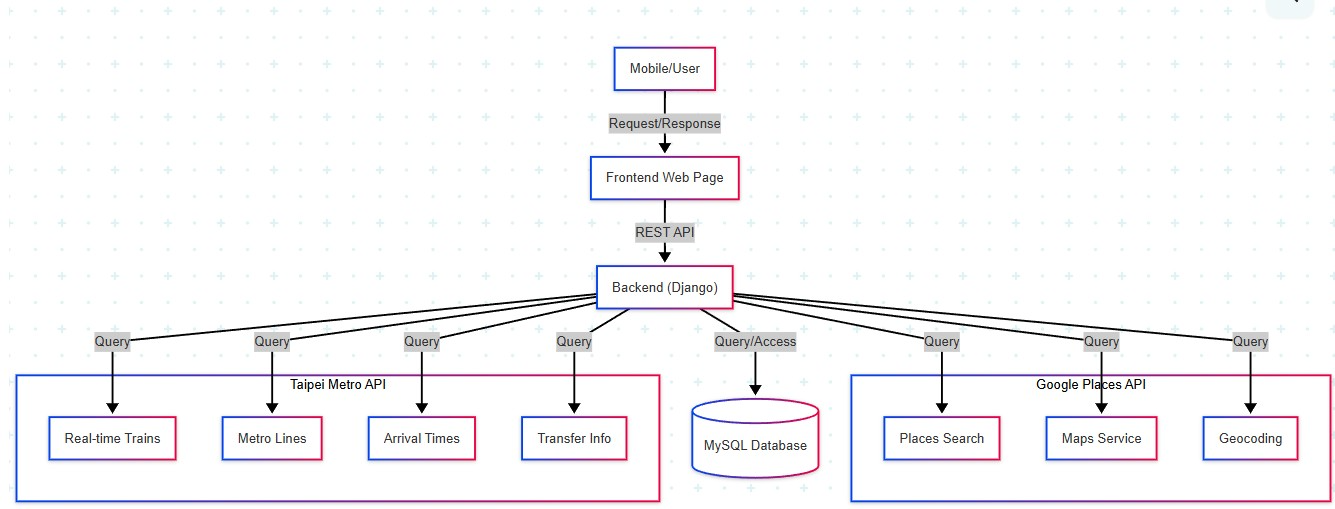 Mobile/User
Request/Response
Frontend Web Page
REST API
Backend (Django)
Query
Query
Query
Query
Query/Access
Query
Query
Query
Taipei Metro API
Google Places API
Real-time Trains
Metro Lines
Arrival Times
Transfer Info
MySQL Database
Places Search
Maps Service
Geocoding